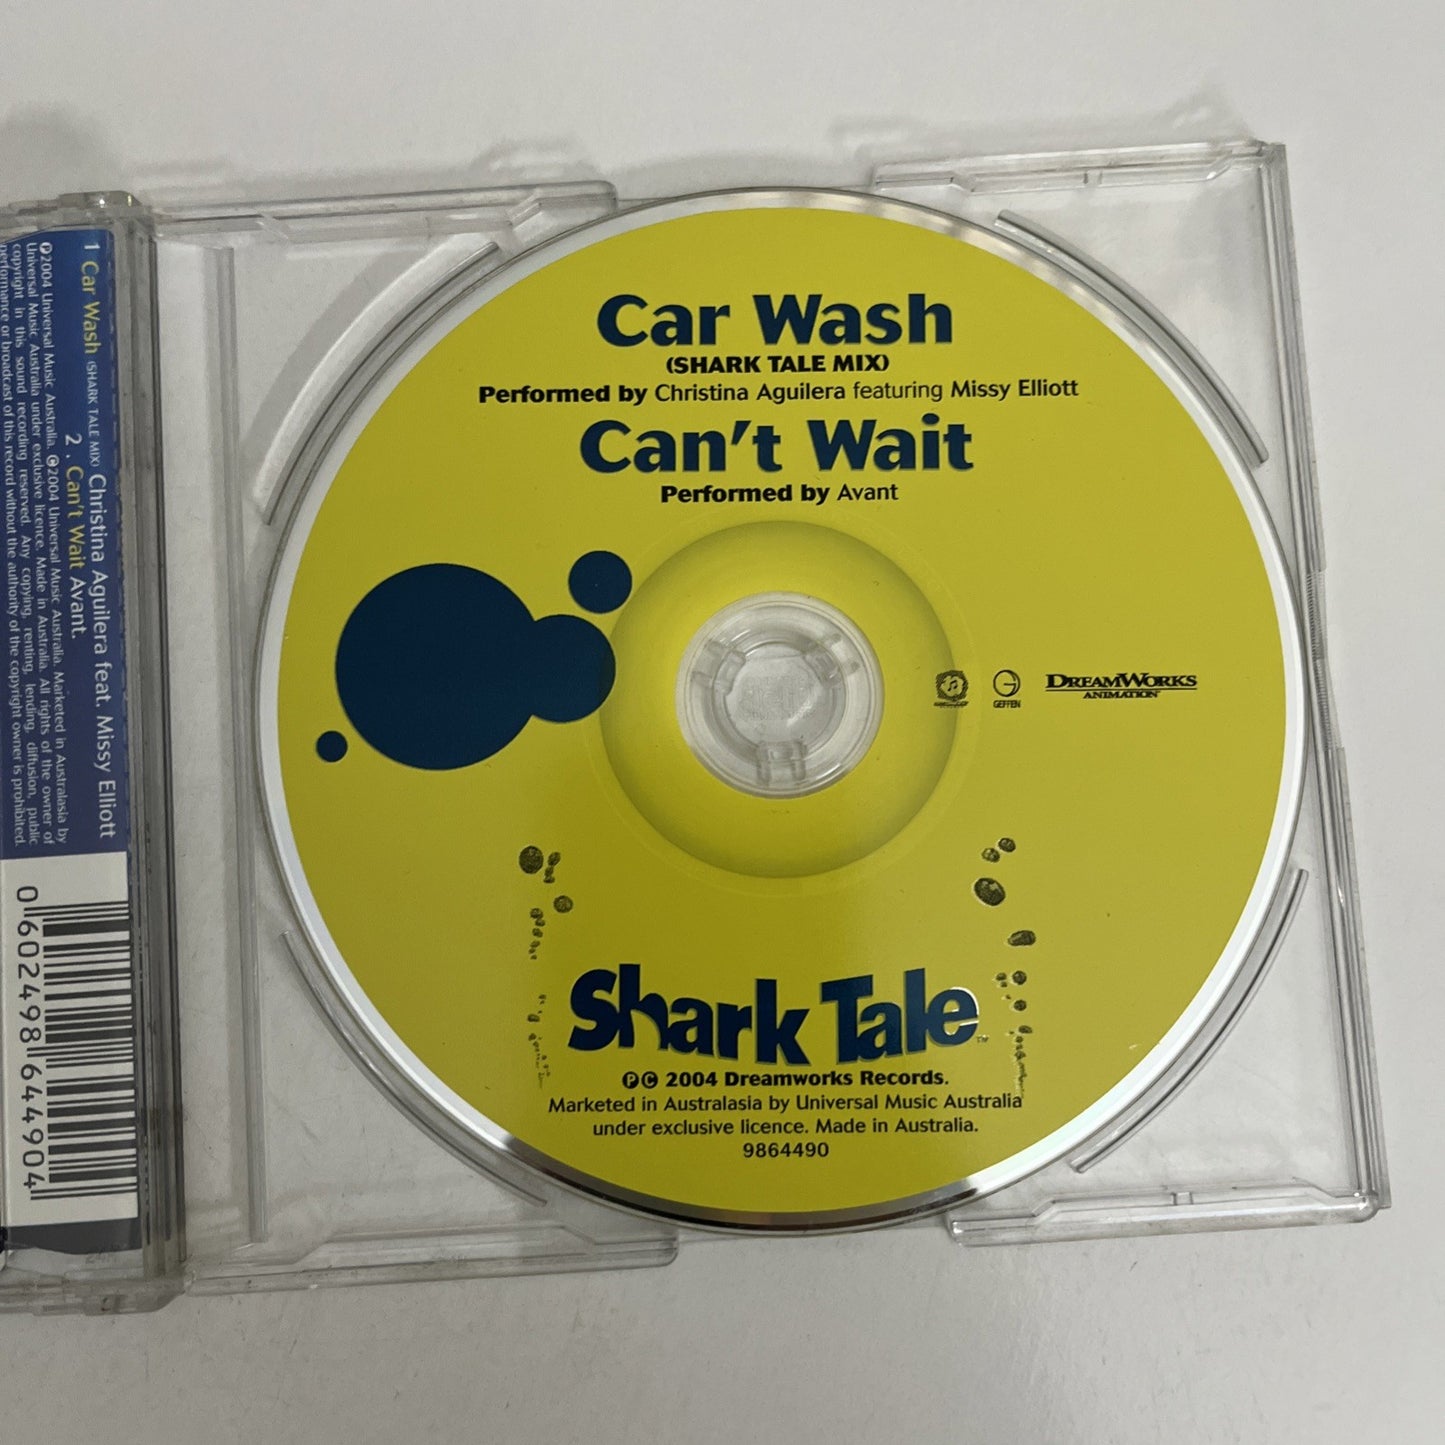 1 Car Wash (SHARK TALE MIX) Christina Aguilera feat. Missy Elliott
2. Can't Wait Avant.
℗2004 Universal Music Australia. ©2004 Universal Music Australia. Marketed in Australasia by
Universal Music Australia under exclusive licence. Made in Australia. All rights of the owner of
copyright in this sound recording reserved. Any copying, renting, lending, diffusion, public
performance or broadcast of this record without the authority of the copyright owner is prohibited.
0 602498 644904
Car Wash
(SHARK TALE MIX)
Performed by Christina Aguilera featuring Missy Elliott
Can't Wait
Performed by Avant
GEFFEN
DREAMWORKS
ANIMATION
Shark Tale™
℗© 2004 Dreamworks Records.
Marketed in Australasia by Universal Music Australia
under exclusive licence. Made in Australia.
9864490